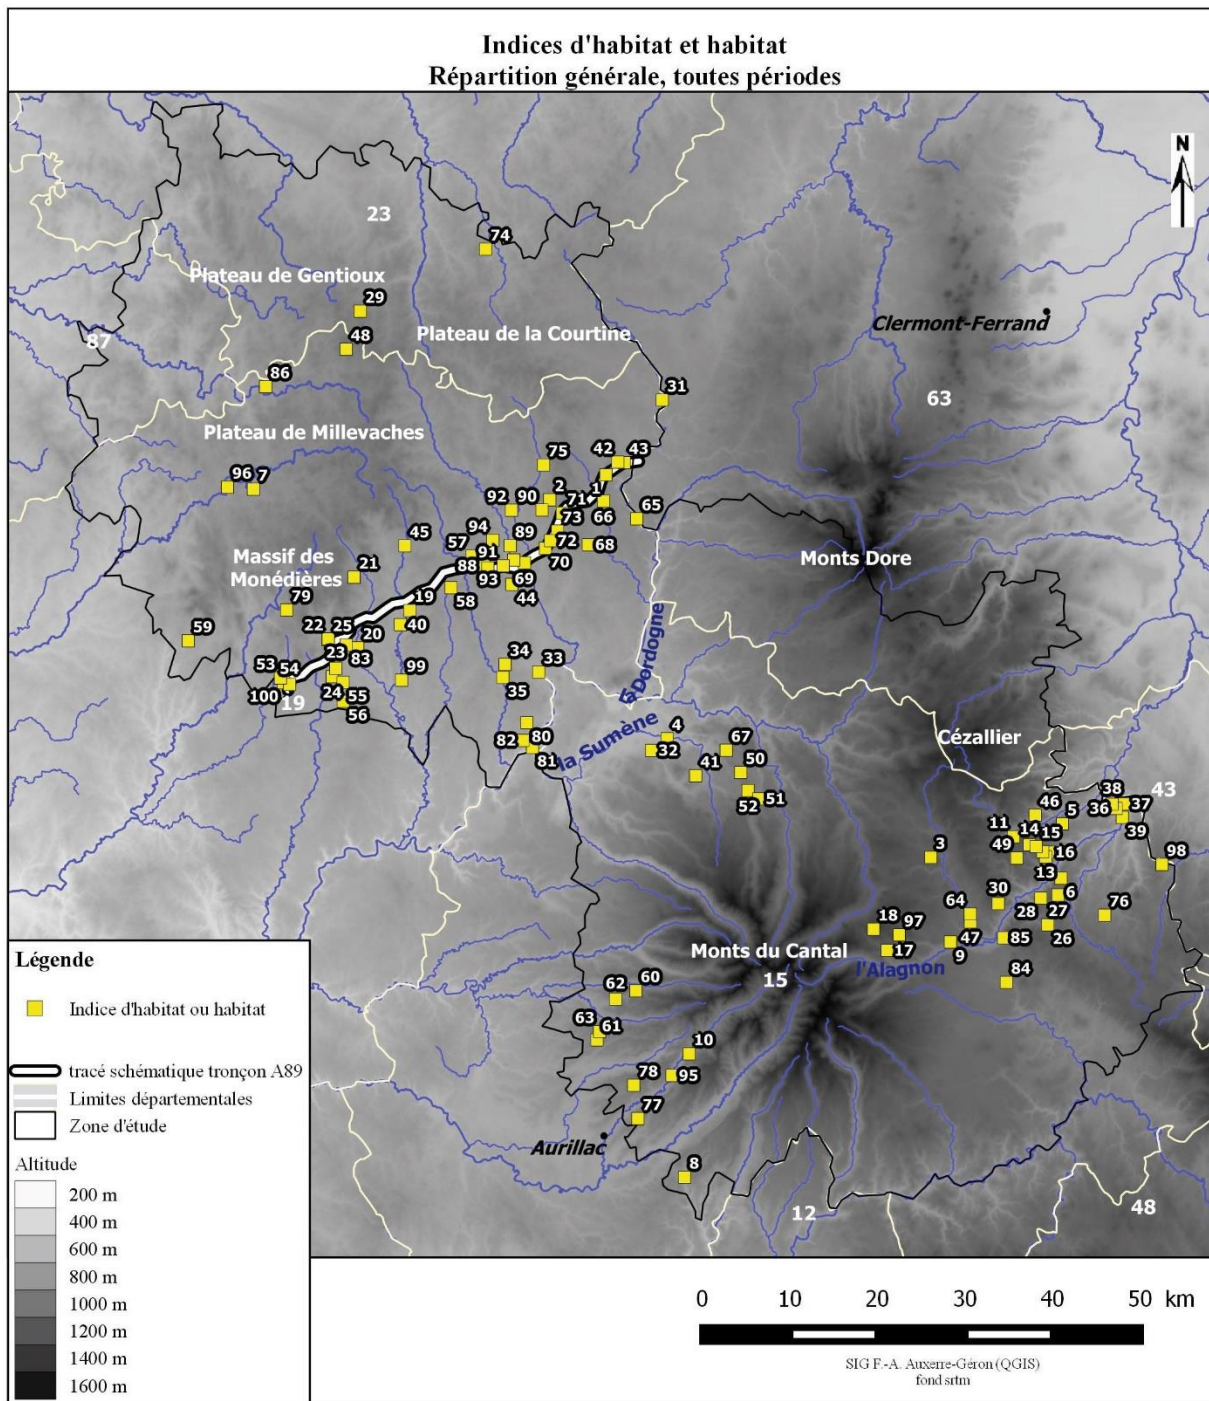 Indices d'habitat et habitat
Répartition générale, toutes périodes
N
23
74
Plateau de Gentioux
29
Plateau de la Courtine
Clermont-Ferrand
87
48
86
31
63
Plateau de Millevaches
96 7
75 42 43
92 90 2 71 1
73 66 65
94 89 72 68
45 57 91
Monts Dore
Massif des
Monédières
21
88 93 69 70
58 44
79 19
22 25 20 40
59
23 83
34 33
53 54
99
35
100
24 55
19
56
la Dordogne
la Sumène
80
82
81
4
32
67
41 50
52 51
Cézallier
43
38 37
36
39
46 5
11 14 15
49 16
3
13
98
6
30
28 27
76
64
18 97
47 85 26
17 9
Monts du Cantal
l'Alagnon
15
84
62 60
63 61
10
78 95
77
Aurillac
8
12
48
Légende
Indice d'habitat ou habitat
tracé schématique tronçon A89
Limites départementales
Zone d'étude
Altitude
200 m
400 m
600 m
800 m
1000 m
1200 m
1400 m
1600 m
0 10 20 30 40 50 km
SIG F.-A. Auxerre-Géron (QGIS)
fond srtm